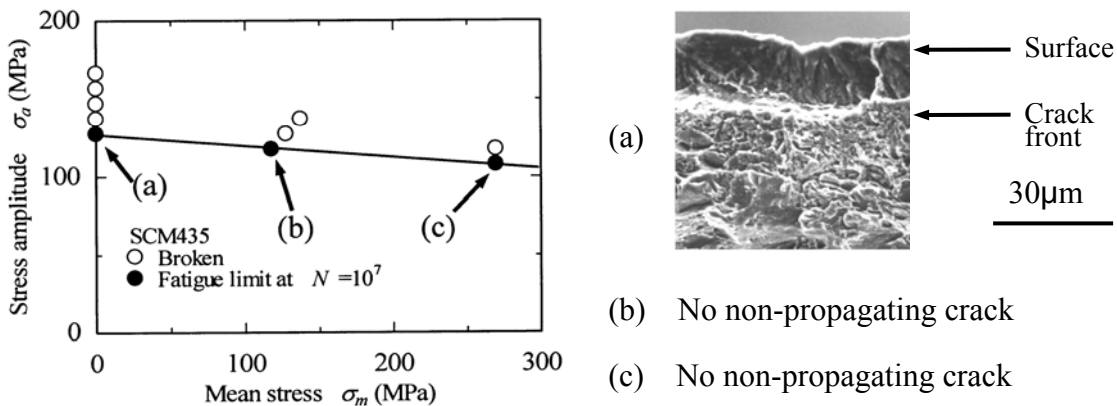 200
100
0
0
100
200
300
Stress amplitude σa (MPa)
Mean stress σm (MPa)
(a)
(b)
(c)
SCM435
Broken
Fatigue limit at N =10⁷
(a)
Surface
Crack
front
30μm
(b) No non-propagating crack
(c) No non-propagating crack